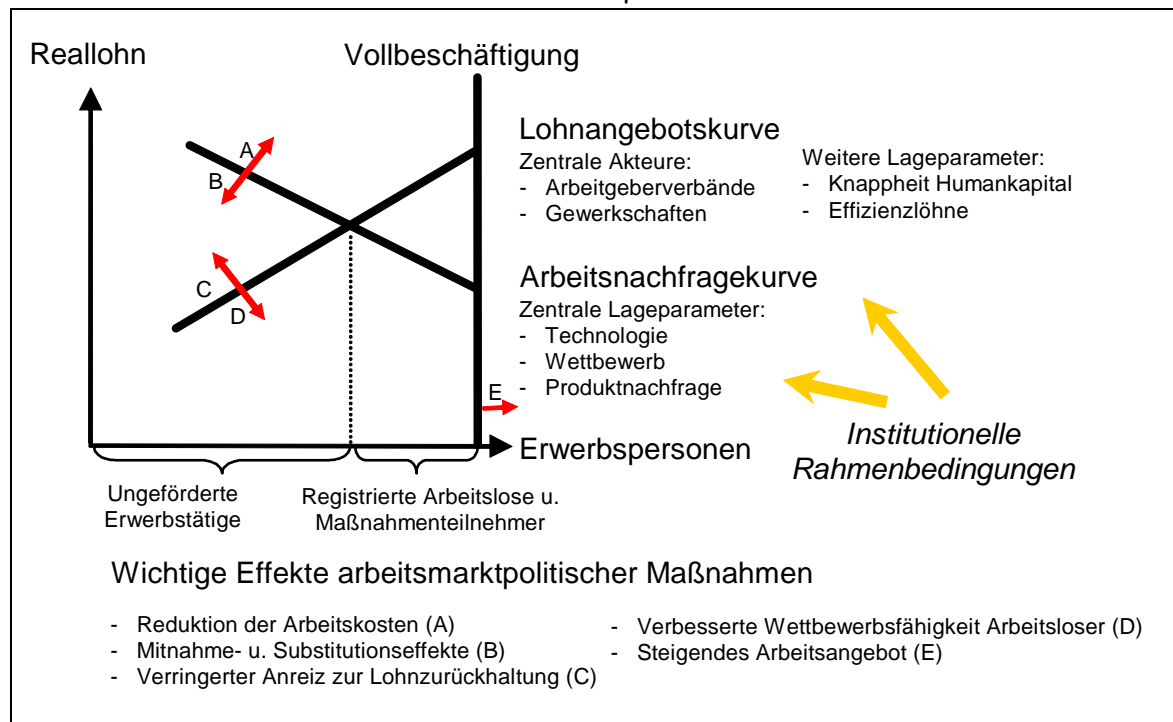 Reallohn
Vollbeschäftigung
A
B
C
D
E
Lohnangebotskurve
Zentrale Akteure:
- Arbeitgeberverbände
- Gewerkschaften
Weitere Lageparameter:
- Knappheit Humankapital
- Effizienzlöhne
Arbeitsnachfragekurve
Zentrale Lageparameter:
- Technologie
- Wettbewerb
- Produktnachfrage
Erwerbspersonen
Institutionelle
Rahmenbedingungen
Ungeförderte
Erwerbstätige
Registrierte Arbeitslose u.
Maßnahmenteilnehmer
Wichtige Effekte arbeitsmarktpolitischer Maßnahmen
- Reduktion der Arbeitskosten (A)
- Mitnahme- u. Substitutionseffekte (B)
- Verringerter Anreiz zur Lohnzurückhaltung (C)
- Verbesserte Wettbewerbsfähigkeit Arbeitsloser (D)
- Steigendes Arbeitsangebot (E)